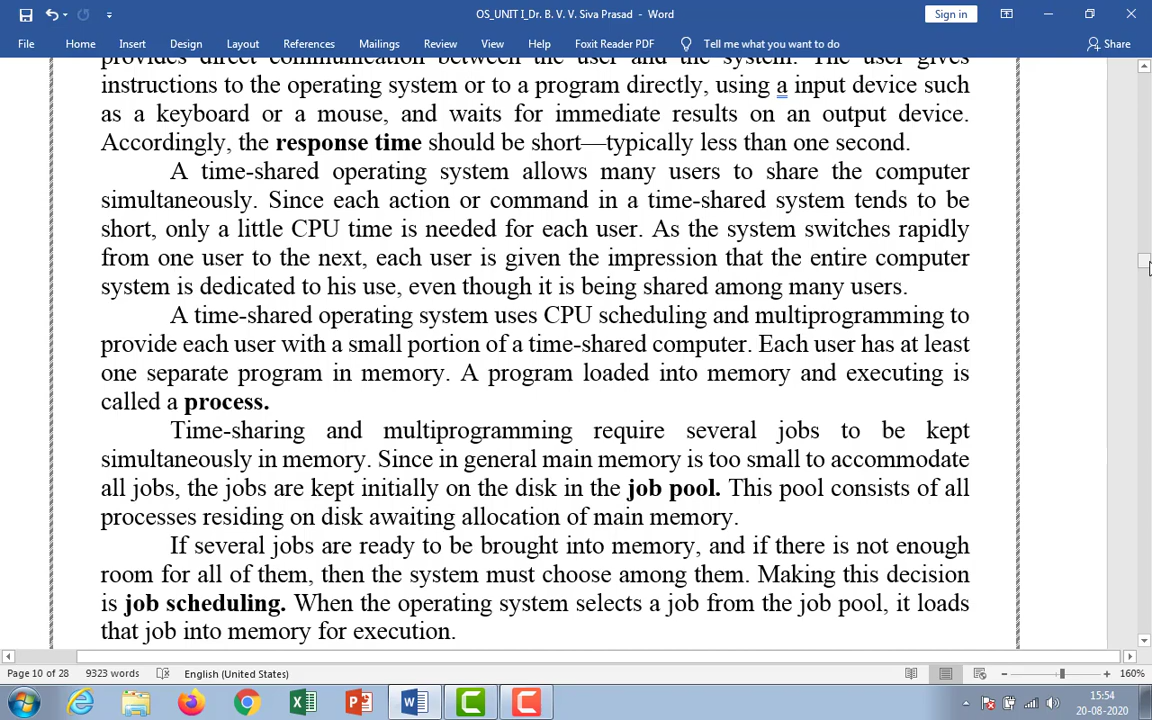 OS_UNIT I_Dr. B. V. V. Siva Prasad - Word
Sign in
File Home Insert Design Layout References Mailings Review View Help Foxit Reader PDF Tell me what you want to do Share
provides direct communication between the user and the system. The user gives
instructions to the operating system or to a program directly, using a input device such
as a keyboard or a mouse, and waits for immediate results on an output device.
Accordingly, the response time should be short—typically less than one second.
A time-shared operating system allows many users to share the computer
simultaneously. Since each action or command in a time-shared system tends to be
short, only a little CPU time is needed for each user. As the system switches rapidly
from one user to the next, each user is given the impression that the entire computer
system is dedicated to his use, even though it is being shared among many users.
A time-shared operating system uses CPU scheduling and multiprogramming to
provide each user with a small portion of a time-shared computer. Each user has at least
one separate program in memory. A program loaded into memory and executing is
called a process.
Time-sharing and multiprogramming require several jobs to be kept
simultaneously in memory. Since in general main memory is too small to accommodate
all jobs, the jobs are kept initially on the disk in the job pool. This pool consists of all
processes residing on disk awaiting allocation of main memory.
If several jobs are ready to be brought into memory, and if there is not enough
room for all of them, then the system must choose among them. Making this decision
is job scheduling. When the operating system selects a job from the job pool, it loads
that job into memory for execution.
Page 10 of 28 9323 words English (United States) 160%
15:54
20-08-2020